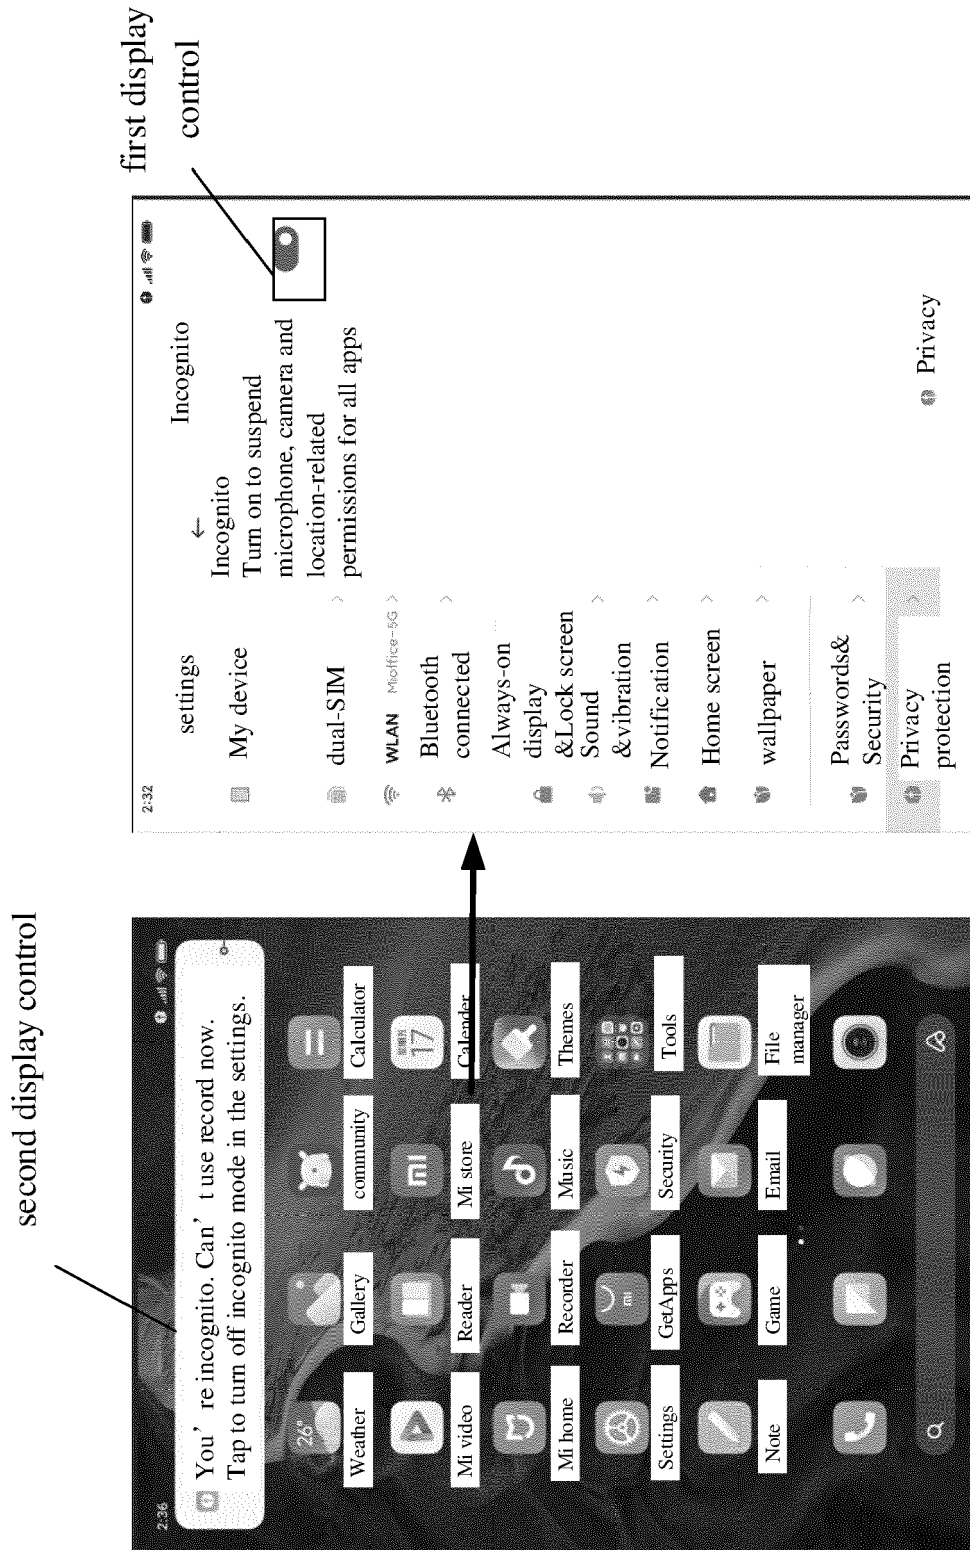 second display control
2:36
You’ re incognito. Can’ t use record now.
Tap to turn off incognito mode in the settings.
26°
Weather
Gallery
community
Calculator
17
Mi video
Reader
Mi store
Calender
Mi home
Recorder
Music
Themes
Settings
GetApps
Security
Tools
Note
Game
Email
File
manager
first display
control
2:32
settings
My device
dual-SIM
WLAN
Mioffice-5G
Bluetooth
connected
Always-on
display
&Lock screen
Sound
&vibration
Notification
Home screen
wallpaper
Passwords&
Security
Privacy
protection
←
Incognito
Incognito
Turn on to suspend
microphone, camera and
location-related
permissions for all apps
Privacy